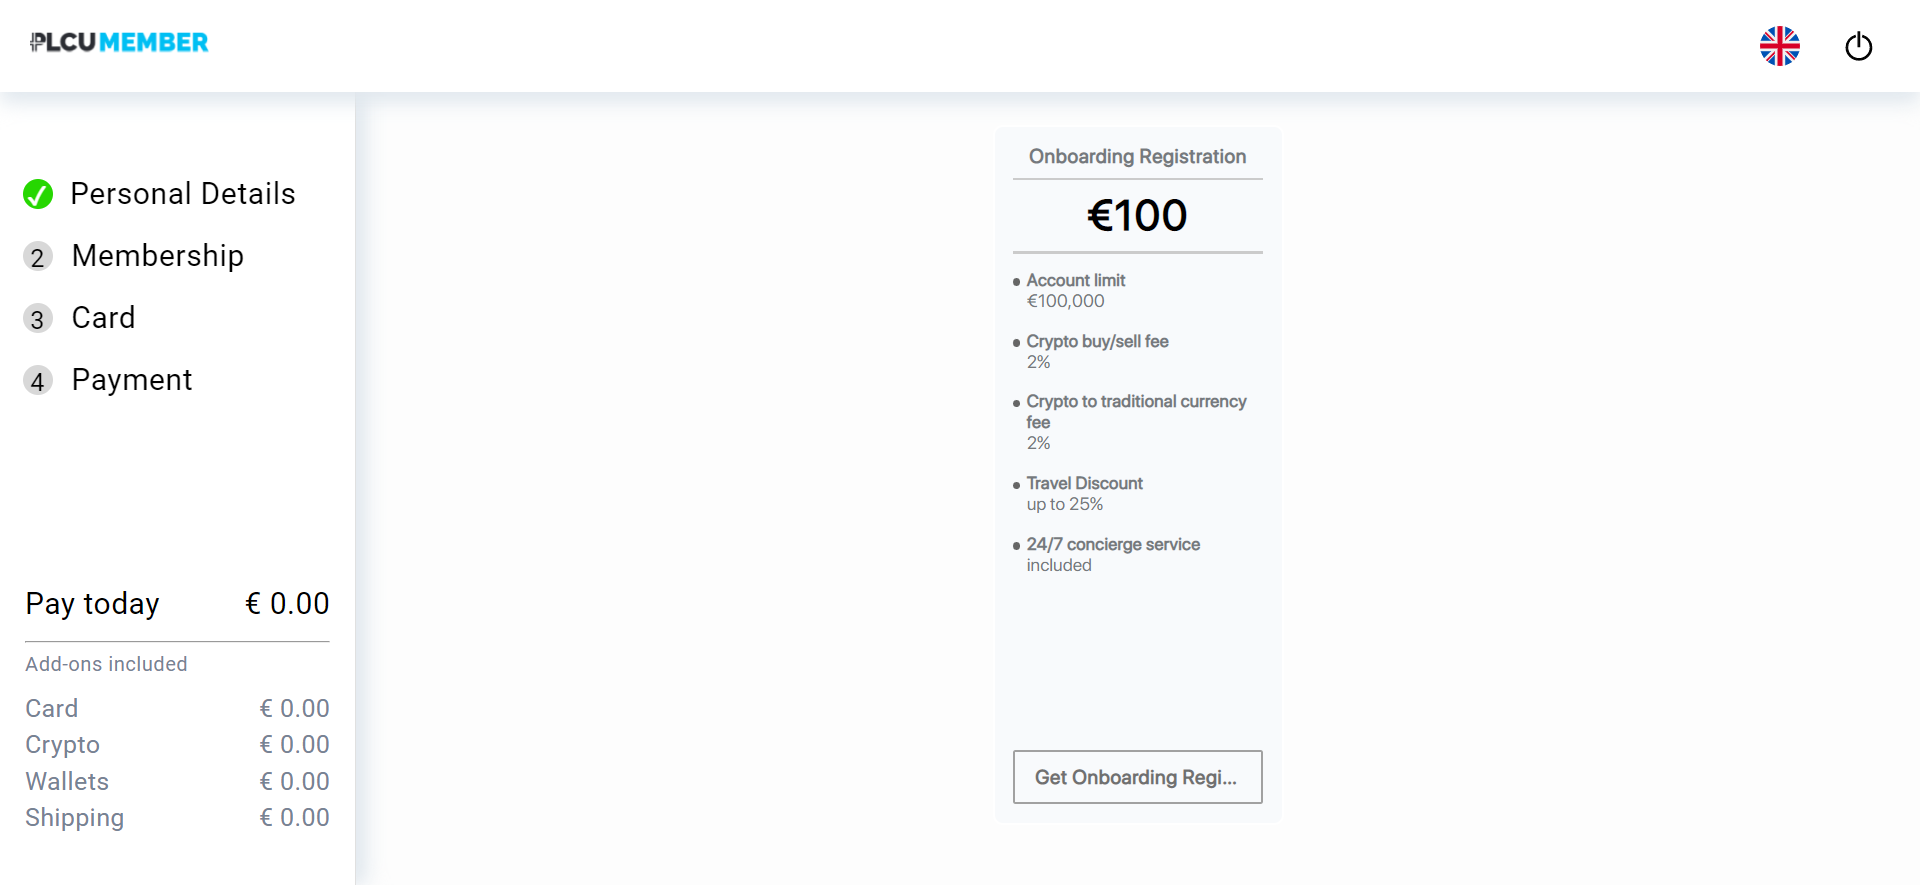 PLCU MEMBER
Personal Details
2 Membership
3 Card
4 Payment
Pay today € 0.00
Add-ons included
Card € 0.00
Crypto € 0.00
Wallets € 0.00
Shipping € 0.00
Onboarding Registration
€100
Account limit
€100,000
Crypto buy/sell fee
2%
Crypto to traditional currency
fee
2%
Travel Discount
up to 25%
24/7 concierge service
included
Get Onboarding Regi...